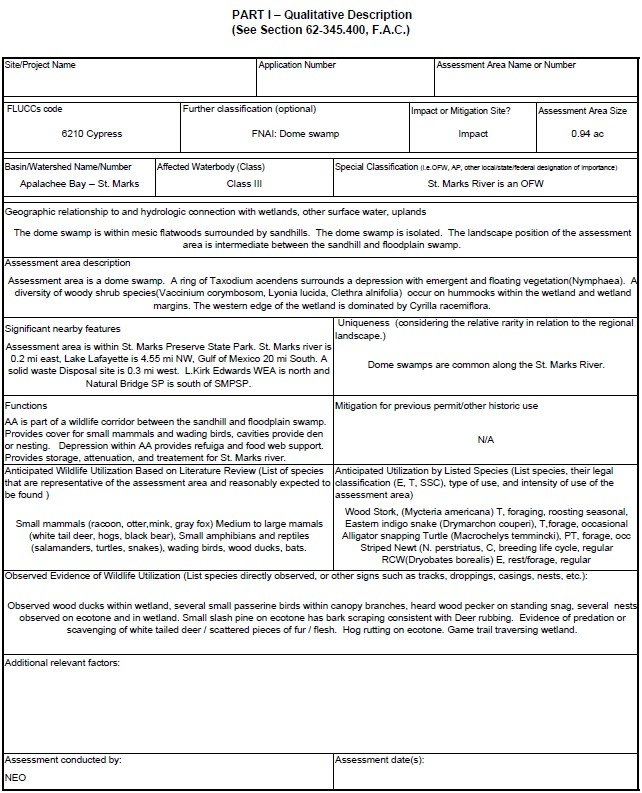 PART I – Qualitative Description
(See Section 62-345.400, F.A.C.)
Site/Project Name
Application Number
Assessment Area Name or Number
FLUCCs code
Further classification (optional)
Impact or Mitigation Site?
Assessment Area Size
6210 Cypress
FNAI: Dome swamp
Impact
0.94 ac
Basin/Watershed Name/Number
Affected Waterbody (Class)
Special Classification (i.e.OFW, AP, other local/state/federal designation of importance)
Apalachee Bay – St. Marks
Class III
St. Marks River is an OFW
Geographic relationship to and hydrologic connection with wetlands, other surface water, uplands
The dome swamp is within mesic flatwoods surrounded by sandhills. The dome swamp is isolated. The landscape position of the assessment
area is intermediate between the sandhill and floodplain swamp.
Assessment area description
Assessment area is a dome swamp. A ring of Taxodium acendens surrounds a depression with emergent and floating vegetation(Nymphaea). A
diversity of woody shrub species(Vaccinium corymbosom, Lyonia lucida, Clethra alnifolia) occur on hummocks within the wetland and wetland
margins. The western edge of the wetland is dominated by Cyrilla racemiflora.
Significant nearby features
Assessment area is within St. Marks Preserve State Park. St. Marks river is
0.2 mi east, Lake Lafayette is 4.55 mi NW, Gulf of Mexico 20 mi South. A
solid waste Disposal site is 0.3 mi west. L.Kirk Edwards WEA is north and
Natural Bridge SP is south of SMPSP.
Uniqueness (considering the relative rarity in relation to the regional
landscape.)
Dome swamps are common along the St. Marks River.
Functions
AA is part of a wildlife corridor between the sandhill and floodplain swamp.
Provides cover for small mammals and wading birds, cavities provide den
or nesting. Depression within AA provides refuiga and food web support.
Provides storage, attenuation, and treatement for St. Marks river.
Mitigation for previous permit/other historic use
N/A
Anticipated Wildlife Utilization Based on Literature Review (List of species
that are representative of the assessment area and reasonably expected to
be found )
Small mammals (racoon, otter,mink, gray fox) Medium to large mamals
(white tail deer, hogs, black bear), Small amphibians and reptiles
(salamanders, turtles, snakes), wading birds, wood ducks, bats.
Anticipated Utilization by Listed Species (List species, their legal
classification (E, T, SSC), type of use, and intensity of use of the
assessment area)
Wood Stork, (Mycteria americana) T, foraging, roosting seasonal,
Eastern indigo snake (Drymarchon couperi), T,forage, occasional
Alligator snapping Turtle (Macrochelys temmincki), PT, forage, occ
Striped Newt (N. perstriatus, C, breeding life cycle, regular
RCW(Dryobates borealis) E, rest/forage, regular
Observed Evidence of Wildlife Utilization (List species directly observed, or other signs such as tracks, droppings, casings, nests, etc.):
Observed wood ducks within wetland, several small passerine birds within canopy branches, heard wood pecker on standing snag, several nests
observed on ecotone and in wetland. Small slash pine on ecotone has bark scraping consistent with Deer rubbing. Evidence of predation or
scavenging of white tailed deer / scattered pieces of fur / flesh. Hog rutting on ecotone. Game trail traversing wetland.
Additional relevant factors:
Assessment conducted by:
Assessment date(s):
NEO